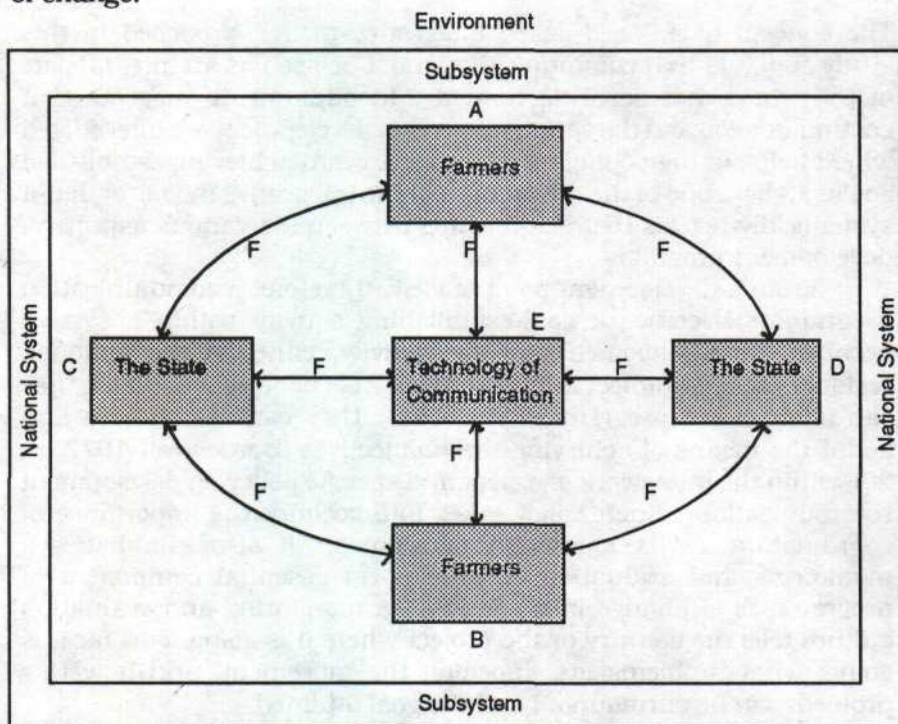 of change.
Environment
Subsystem
A
Farmers
F
F
F
E
National System
C
The State
F
Technology of
Communication
F
The State
D
National System
F
F
F
Farmers
B
Subsystem